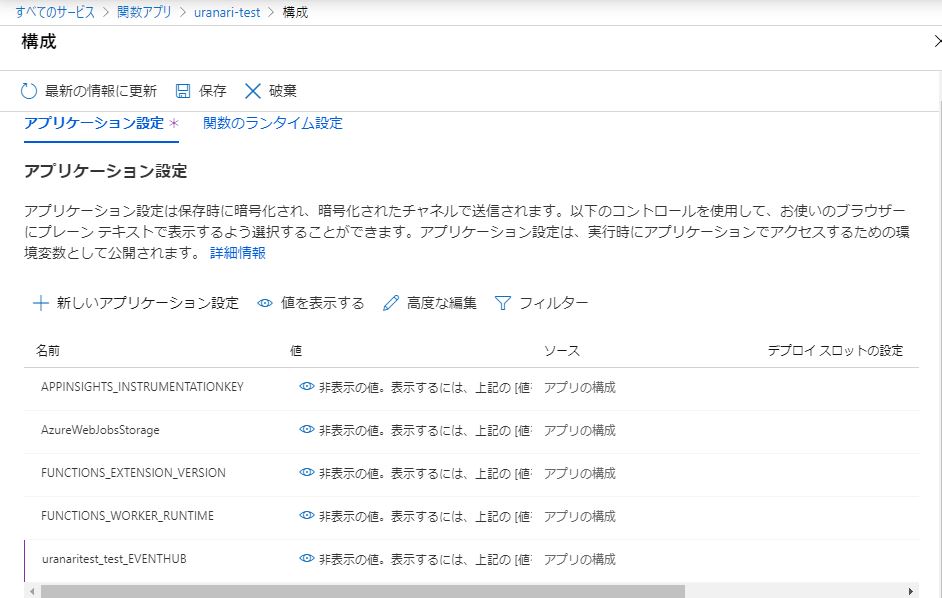 すべてのサービス > 関数アプリ > uranari-test > 構成
構成
最新の情報に更新 保存 破棄
アプリケーション設定 * 関数のランタイム設定
アプリケーション設定
アプリケーション設定は保存時に暗号化され、暗号化されたチャネルで送信されます。以下のコントロールを使用して、お使いのブラウザー
にプレーン テキストで表示するよう選択することができます。アプリケーション設定は、実行時にアプリケーションでアクセスするための環
境変数として公開されます。 詳細情報
新しいアプリケーション設定 値を表示する 高度な編集 フィルター
名前 値 ソース デプロイ スロットの設定
APPINSIGHTS_INSTRUMENTATIONKEY 非表示の値。表示するには、上記の [値 アプリの構成
AzureWebJobsStorage 非表示の値。表示するには、上記の [値 アプリの構成
FUNCTIONS_EXTENSION_VERSION 非表示の値。表示するには、上記の [値 アプリの構成
FUNCTIONS_WORKER_RUNTIME 非表示の値。表示するには、上記の [値 アプリの構成
uranaritest_test_EVENTHUB 非表示の値。表示するには、上記の [値 アプリの構成